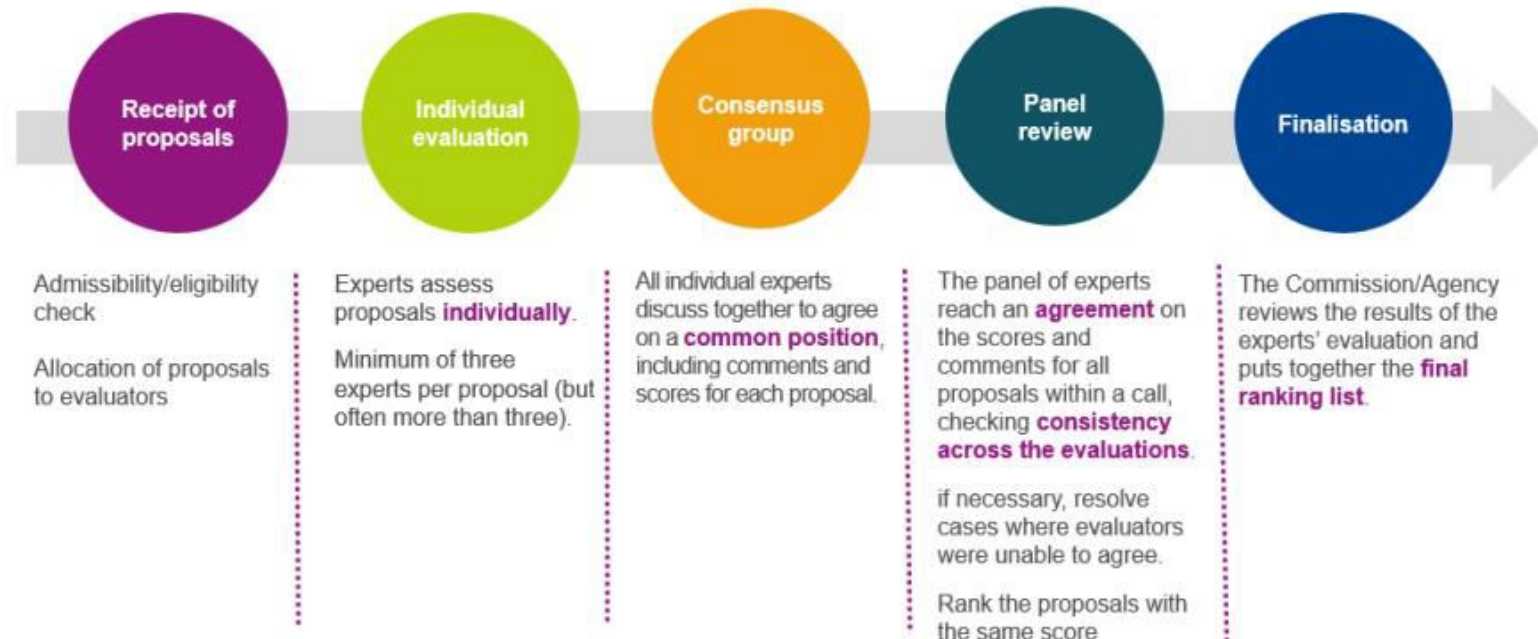 Receipt of
proposals
Individual
evaluation
Consensus
group
Panel
review
Finalisation
Admissibility/eligibility
check
Allocation of proposals
to evaluators
Experts assess
proposals individually.
Minimum of three
experts per proposal (but
often more than three).
All individual experts
discuss together to agree
on a common position,
including comments and
scores for each proposal.
The panel of experts
reach an agreement on
the scores and
comments for all
proposals within a call,
checking consistency
across the evaluations.
if necessary, resolve
cases where evaluators
were unable to agree.
Rank the proposals with
the same score
The Commission/Agency
reviews the results of the
experts' evaluation and
puts together the final
ranking list.